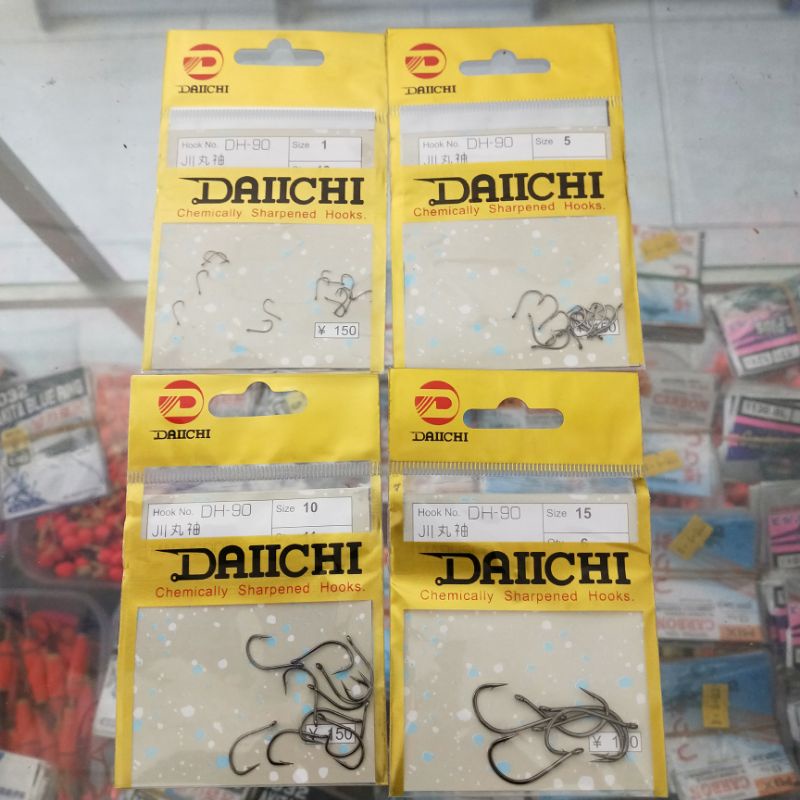 DAIICHI
Hook No. DH-90 Size 1
川丸袖
DAIICHI
Chemically Sharpened Hooks.
¥ 150
DAIICHI
Hook No. DH-90 Size 5
川丸袖
DAIICHI
Chemically Sharpened Hooks.
DAIICHI
Hook No. DH-90 Size 10
川丸袖
DAIICHI
Chemically Sharpened Hooks.
¥ 150
DAIICHI
Hook No. DH-90 Size 15
川丸袖
DAIICHI
Chemically Sharpened Hooks.
¥
CARBON